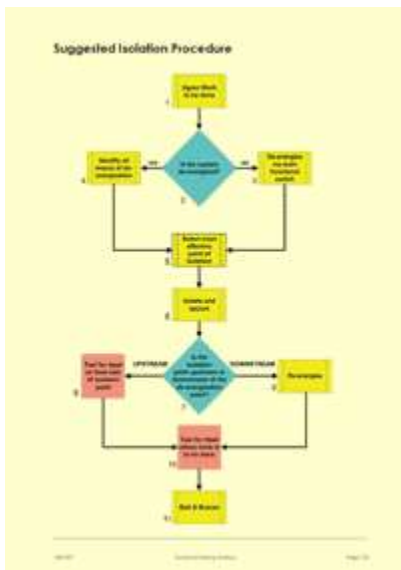 Suggested Isolation Procedure
Agree Work
to be done
1.
Identify all
means of de-
energisation
YES
Is the system
de-energised?
NO
De-energise
via main
functional
switch
4.
2.
3.
Select most
effective
point of
isolation
5.
Isolate and
secure
6.
Test for dead
on load side
of isolation
point
UPSTREAM
Is the
isolation
point upstream or
downstream of the
de-energisation
point?
DOWNSTREAM
De-energise
9.
7.
8.
Test for dead
where work is
to be done
10.
11.